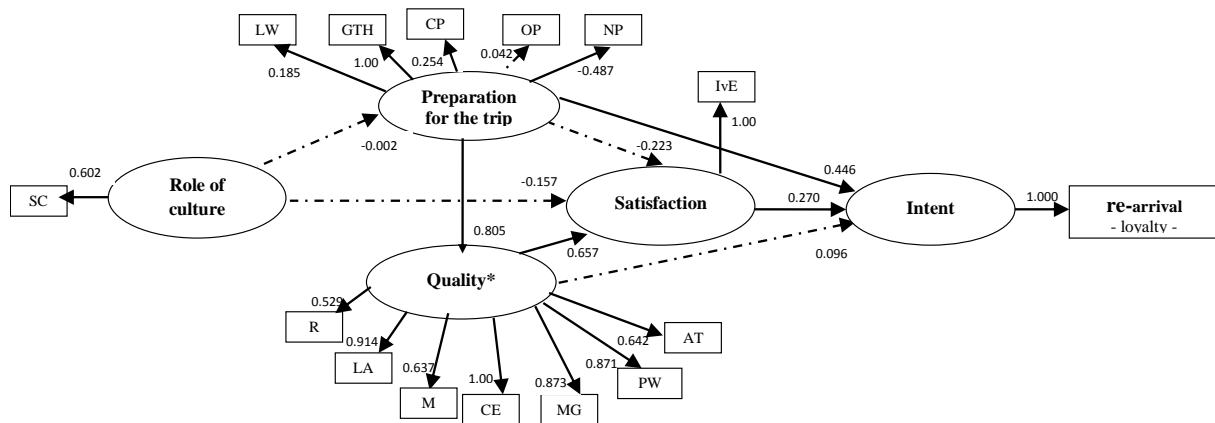 LW
GTH
CP
OP
NP
0.185
1.00
0.254
0.042
-0.487
IvE
1.00
Preparation
for the trip
-0.002
-0.223
0.446
0.602
SC
Role of
culture
-0.157
Satisfaction
0.270
Intent
1.000
re-arrival
- loyalty -
0.805
0.657
0.096
Quality*
0.529
R
0.914
LA
0.637
M
1.00
CE
0.873
MG
0.871
PW
0.642
AT